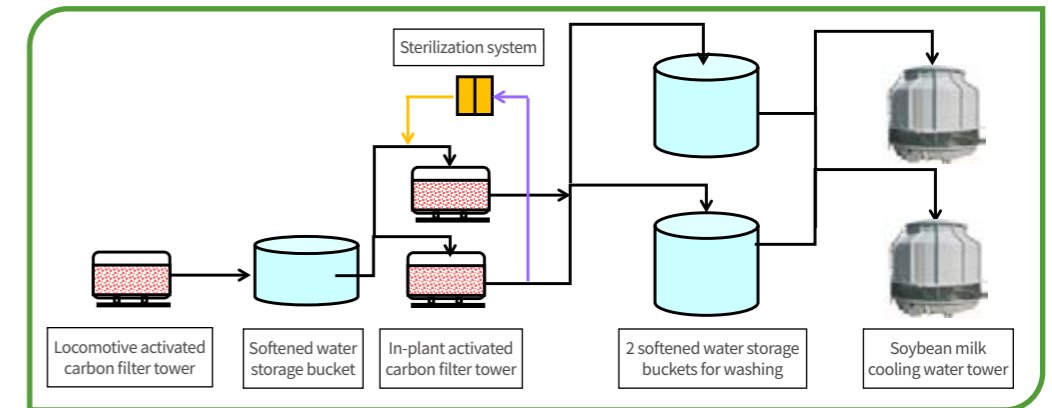 Sterilization system
Locomotive activated
carbon filter tower
Softened water
storage bucket
In-plant activated
carbon filter tower
2 softened water storage
buckets for washing
Soybean milk
cooling water tower